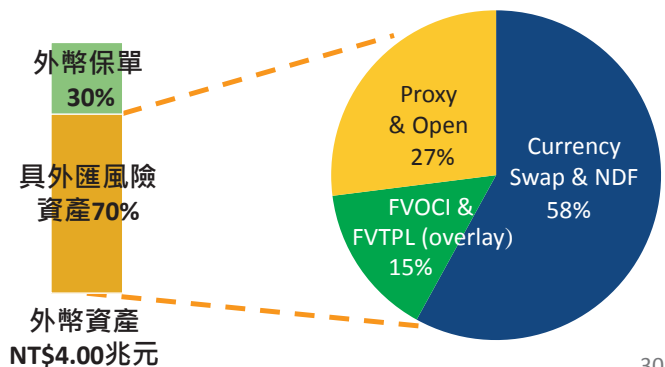 外幣保單
30%
具外匯風險
資產70%
外幣資產
NT$4.00兆元
Proxy
& Open
27%
Currency
Swap & NDF
58%
FVOCI &
FVTPL (overlay)
15%
30